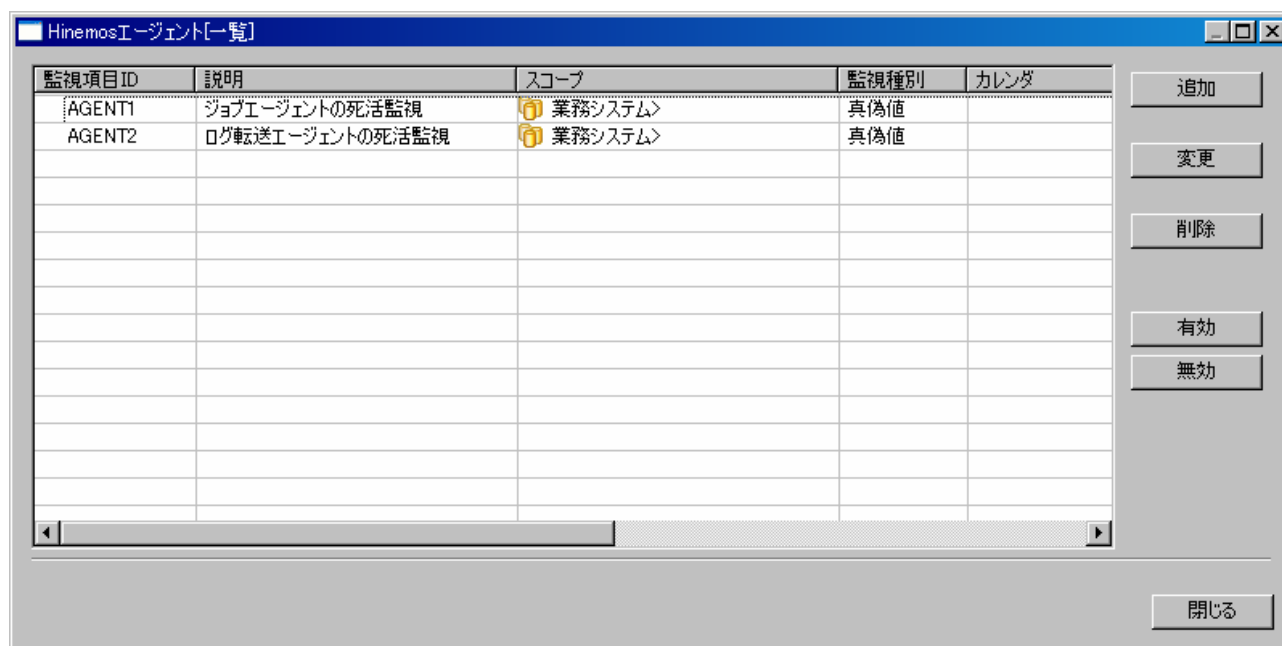 Hinemosエージェント[一覧]
監視項目ID 説明 スコープ 監視種別 カレンダ
AGENT1 ジョブエージェントの死活監視 業務システム> 真偽値
AGENT2 ログ転送エージェントの死活監視 業務システム> 真偽値
追加
変更
削除
有効
無効
閉じる